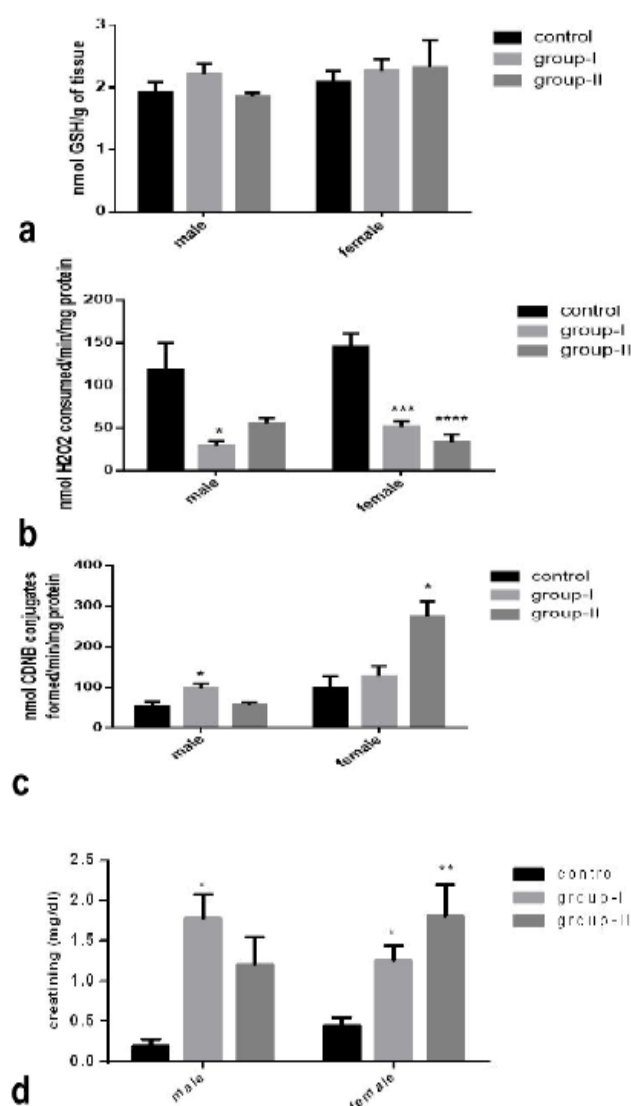 3
control
group-I
group-II
2
1
0
nmol GSH/g of tissue
male
female
a
200
control
group-I
group-II
150
100
50
0
nmol H2O2 consumed/min/mg protein
*
***
****
male
female
b
400
control
group-I
group-II
300
200
100
0
nmol CDNB conjugates
formed/min/mg protein
*
*
male
female
c
2.5
control
group-I
group-II
2.0
1.5
1.0
0.5
0.0
creatining (mg/dl)
*
*
**
male
female
d